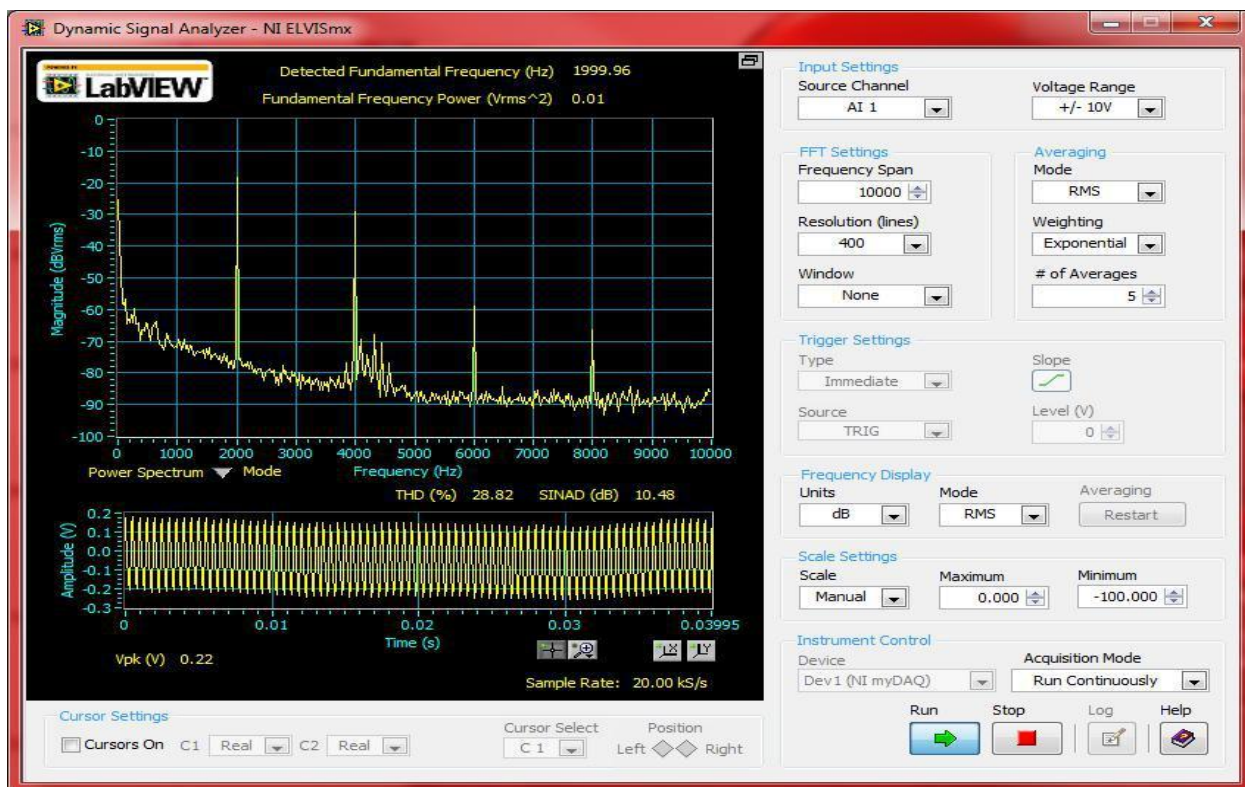 Dynamic Signal Analyzer - NI ELVISmx
LabVIEW
Detected Fundamental Frequency (Hz) 1999.96
Fundamental Frequency Power (Vrms^2) 0.01
Magnitude (dBVrms)
0
-10
-20
-30
-40
-50
-60
-70
-80
-90
-100
0 1000 2000 3000 4000 5000 6000 7000 8000 9000 10000
Power Spectrum Mode Frequency (Hz)
THD (%) 28.82 SINAD (dB) 10.48
Amplitude (V)
0.2
0.1
0.0
-0.1
-0.2
-0.3
0 0.01 0.02 0.03 0.03995
Time (s)
Vpk (V) 0.22
Sample Rate: 20.00 kS/s
Cursor Settings
Cursors On C1 Real C2 Real
Cursor Select
C 1
Position
Left Right
Input Settings
Source Channel
AI 1
Voltage Range
+/- 10V
FFT Settings
Frequency Span
10000
Resolution (lines)
400
Window
None
Averaging
Mode
RMS
Weighting
Exponential
# of Averages
5
Trigger Settings
Type
Immediate
Slope
Source
TRIG
Level (V)
0
Frequency Display
Units
dB
Mode
RMS
Averaging
Restart
Scale Settings
Scale
Manual
Maximum
0.000
Minimum
-100.000
Instrument Control
Device
Dev1 (NI myDAQ)
Acquisition Mode
Run Continuously
Run Stop Log Help